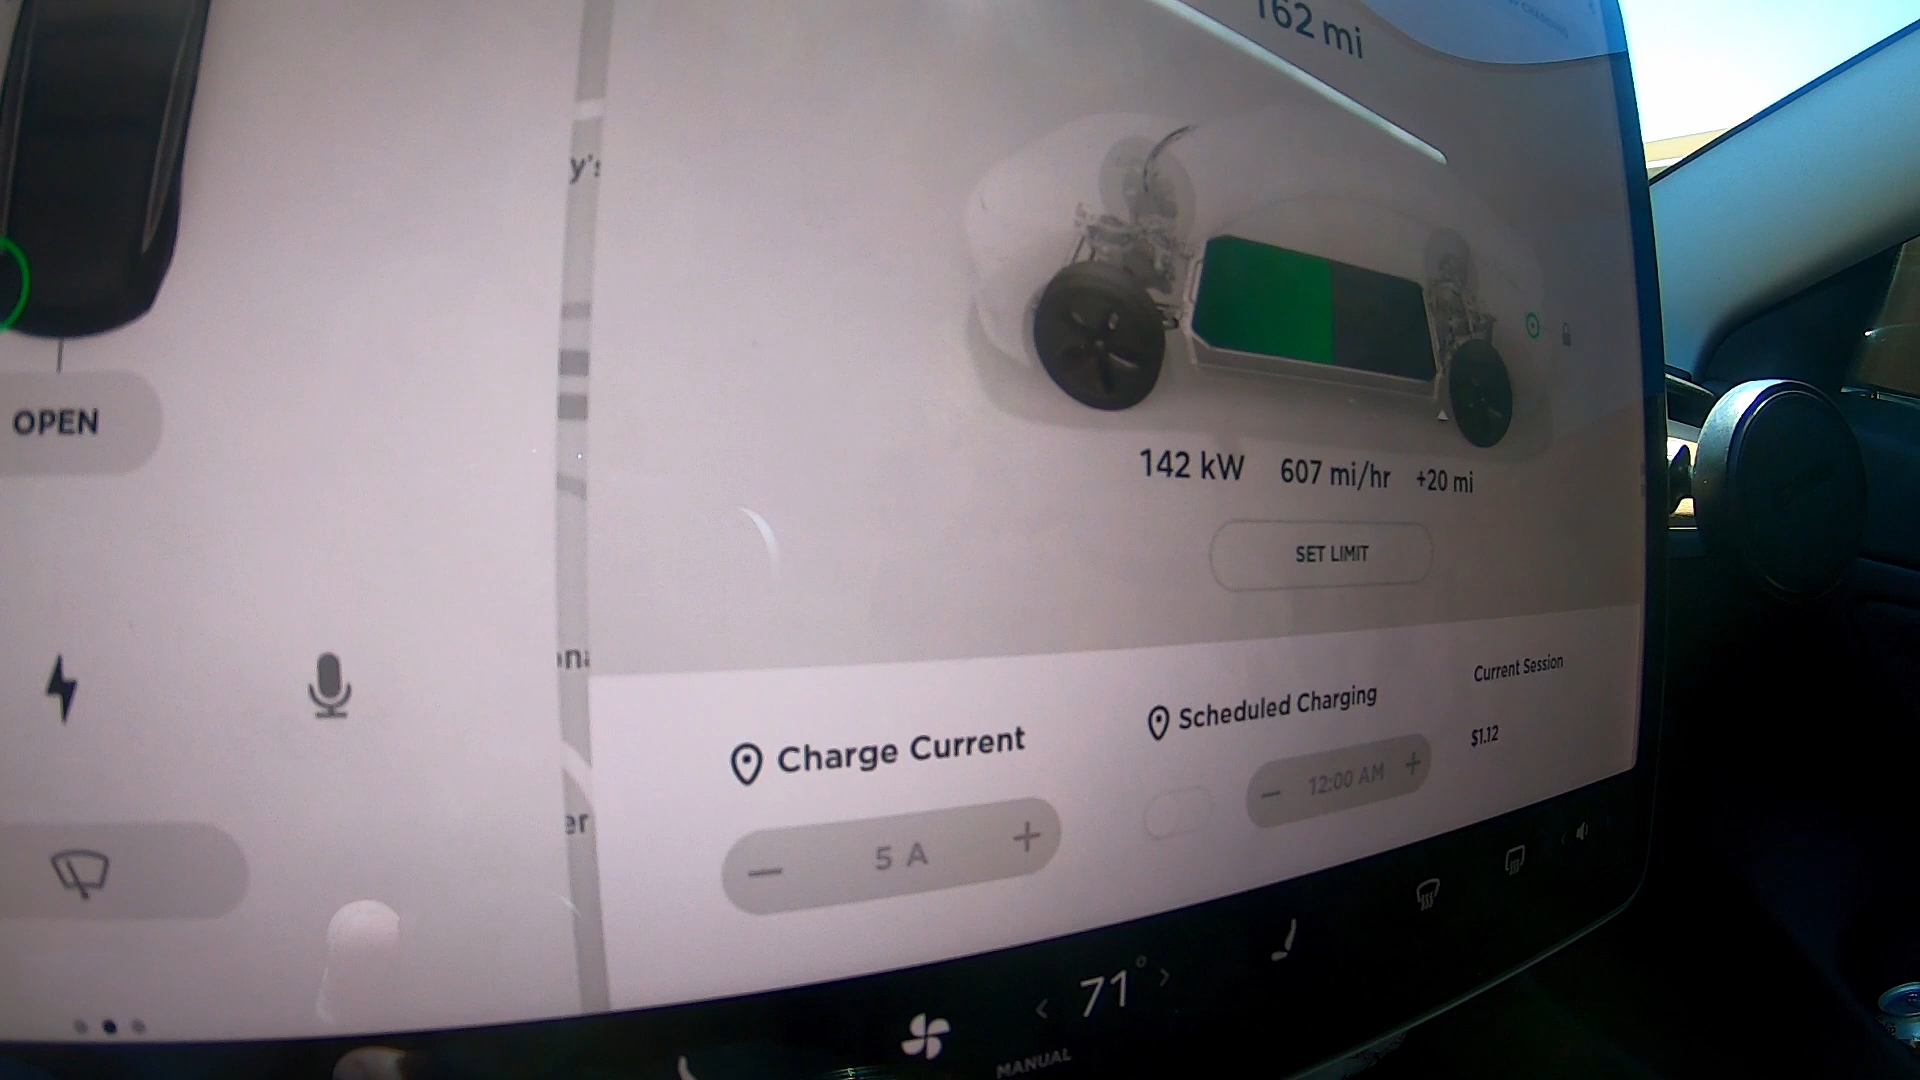 162 mi
y's
OPEN
142 kW 607 mi/hr +20 mi
SET LIMIT
Charge Current
5 A
Scheduled Charging
12:00 AM
Current Session
$1.12
er
< 71° >
MANUAL